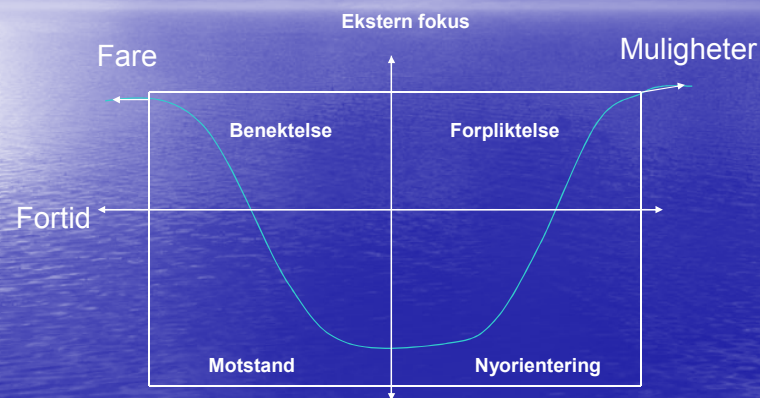 Ekstern fokus
Fare
Muligheter
Benektelse
Forpliktelse
Fortid
Motstand
Nyorientering